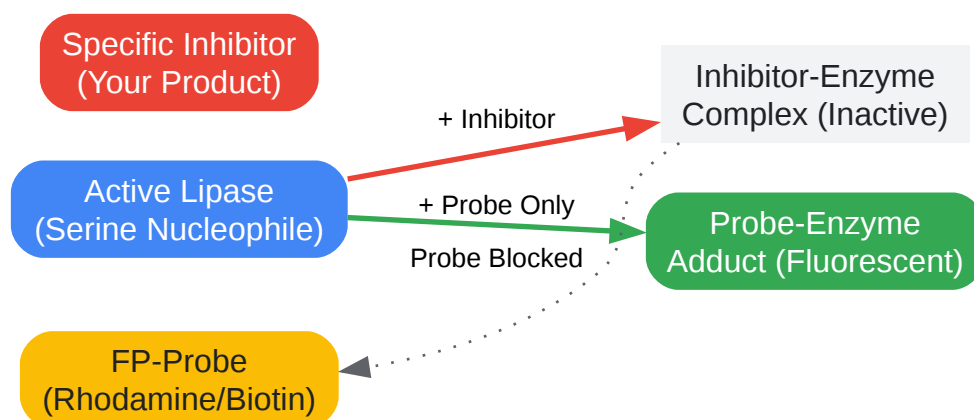 Specific Inhibitor
(Your Product)
Inhibitor-Enzyme
Complex (Inactive)
+ Inhibitor
Active Lipase
(Serine Nucleophile)
+ Probe Only
Probe Blocked
Probe-Enzyme
Adduct (Fluorescent)
FP-Probe
(Rhodamine/Biotin)